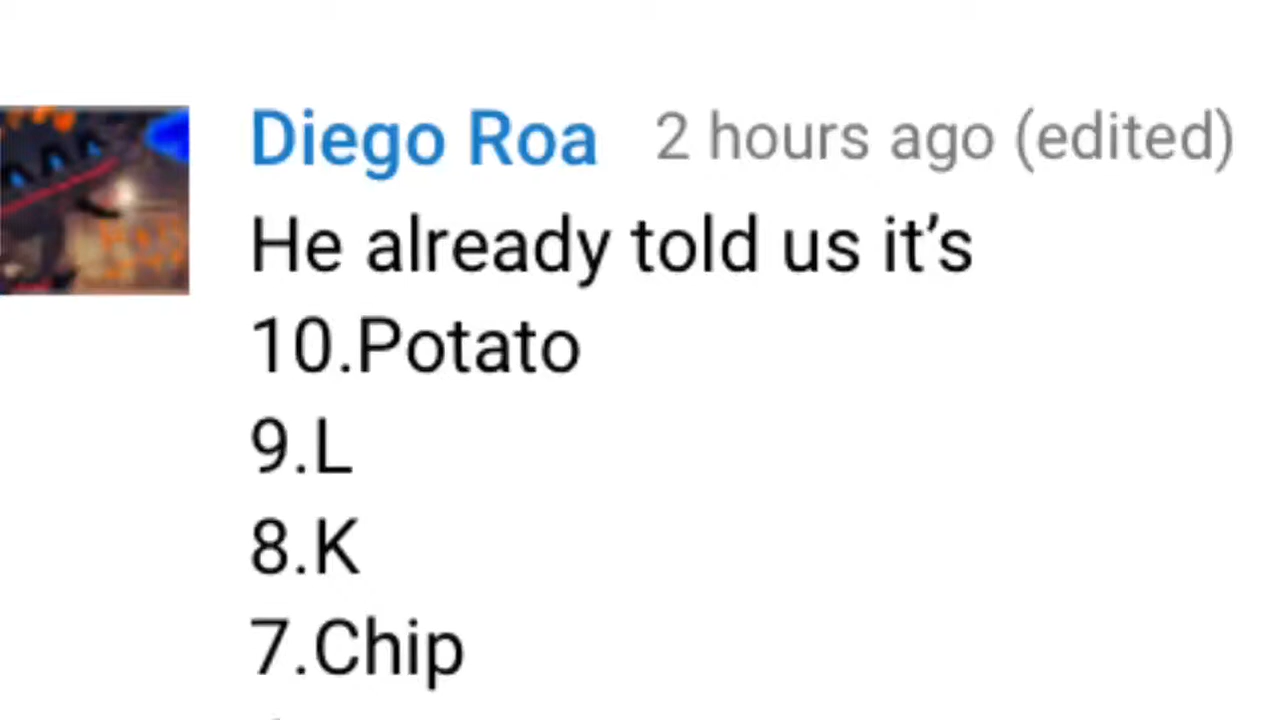 Diego Roa 2 hours ago (edited)
He already told us it’s
10.Potato
9.L
8.K
7.Chip